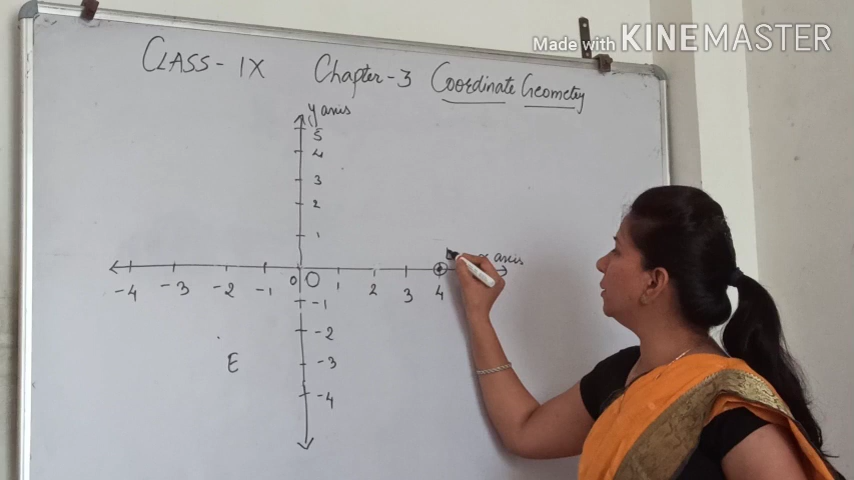 Made with KINEMASTER
CLASS - IX Chapter - 3 Coordinate Geometry
y axis
5
4
3
2
1
x axis
-4 -3 -2 -1 0 O 1 2 3 4
-1
-2
E -3
-4